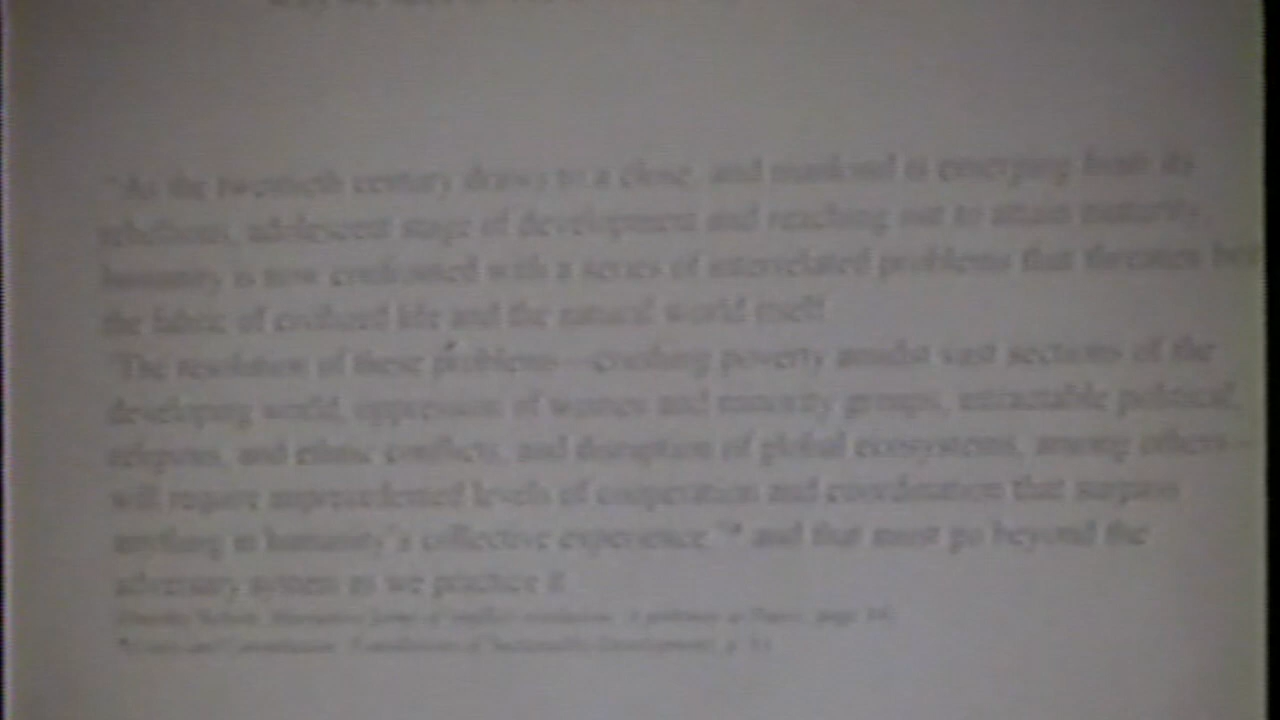 "As the twentieth century draws to a close, and mankind is emerging from its
rebellious, adolescent stage of development and reaching out to attain maturity,
humanity is now confronted with a series of interrelated problems that threaten
the fabric of civilized life and the natural world itself.
"The resolution of these problems—crushing poverty amidst vast sections of the
developing world, oppression of women and minority groups, intractable political,
religious, and ethnic conflicts, and disruption of global ecosystems, among others—
will require unprecedented levels of cooperation and coordination that surpass
anything in humanity's collective experience."* and that must go beyond the
adversary system as we practice it
page
of Sustainable Development, p.